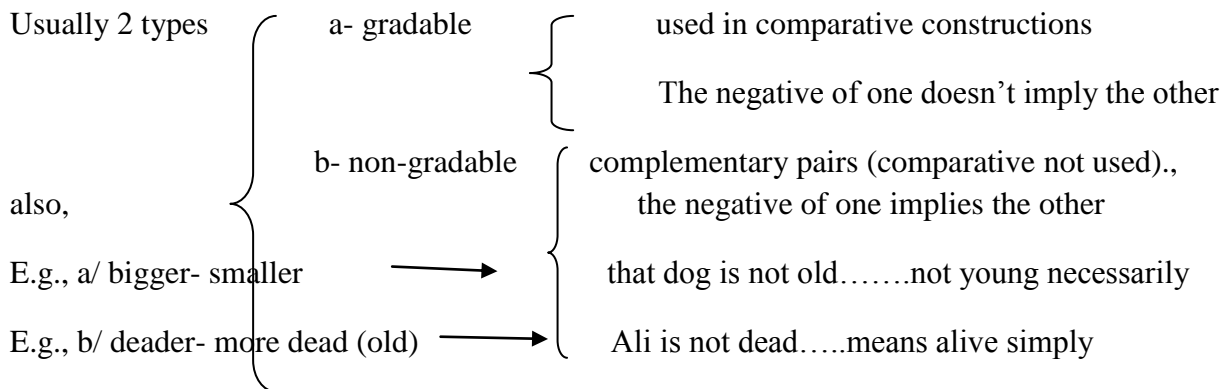 Usually 2 types a- gradable used in comparative constructions
The negative of one doesn’t imply the other
b- non-gradable complementary pairs (comparative not used).,
also, the negative of one implies the other
E.g., a/ bigger- smaller that dog is not old…….not young necessarily
E.g., b/ deader- more dead (old) Ali is not dead…..means alive simply